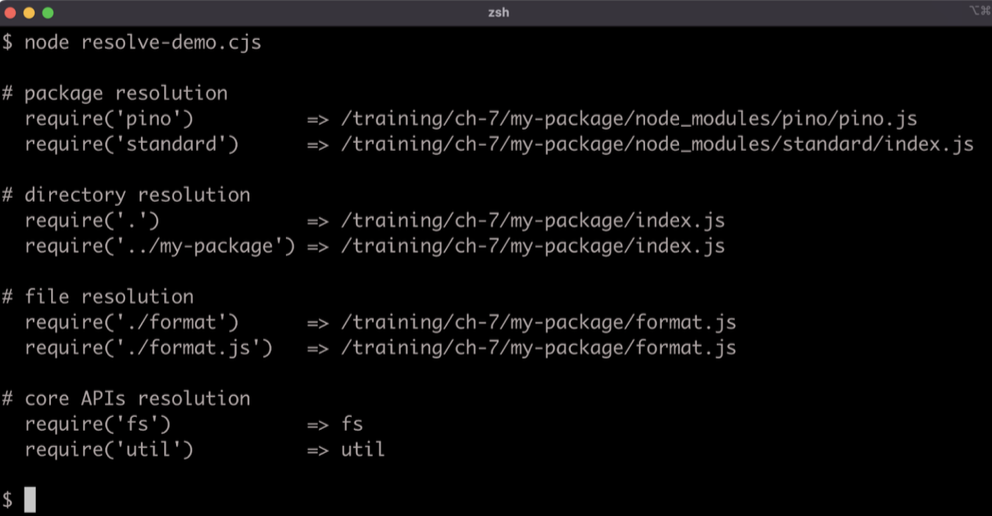 zsh
⌥⌘
$ node resolve-demo.cjs
# package resolution
require('pino') => /training/ch-7/my-package/node_modules/pino/pino.js
require('standard') => /training/ch-7/my-package/node_modules/standard/index.js
# directory resolution
require('.') => /training/ch-7/my-package/index.js
require('../my-package') => /training/ch-7/my-package/index.js
# file resolution
require('./format') => /training/ch-7/my-package/format.js
require('./format.js') => /training/ch-7/my-package/format.js
# core APIs resolution
require('fs') => fs
require('util') => util
$